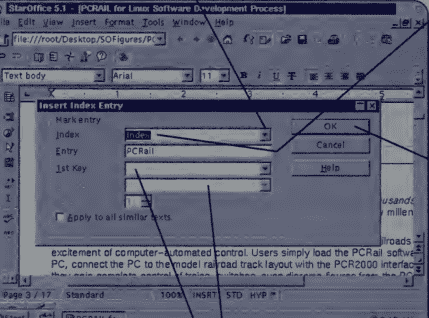 StarOffice 5.1 - [PCRAIL for Linux Software Development Process]
File Edit View Insert Format Tools Window Help
file:///root/Desktop/SOFigures/PC
Text body Arial 11 B i U
Insert Index Entry
Mark entry
Index Index OK
Entry PCRail Cancel
1st Key Help
1
Apply to all similar texts.
excitement of computer-automated control. Users simply load the PCRail softwa
PC, connect the PC to the model railroad track layout with the PCR2000 interfac
Page 3 / 17 Standard 100% INSRT STD HYP *